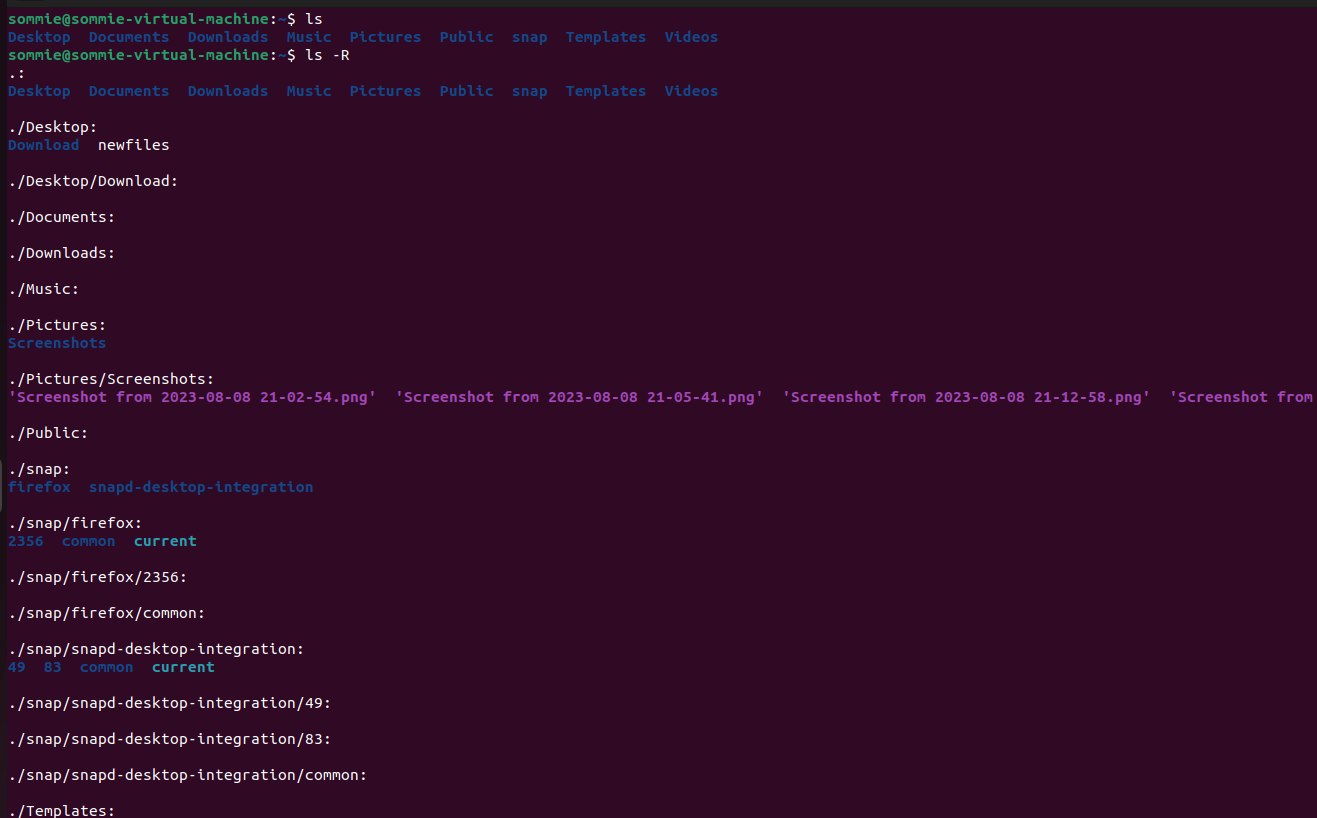 sommie@sommie-virtual-machine:~$ ls
Desktop  Documents  Downloads  Music  Pictures  Public  snap  Templates  Videos
sommie@sommie-virtual-machine:~$ ls -R
.:
Desktop  Documents  Downloads  Music  Pictures  Public  snap  Templates  Videos
./Desktop:
Download  newfiles
./Desktop/Download:
./Documents:
./Downloads:
./Music:
./Pictures:
Screenshots
./Pictures/Screenshots:
'Screenshot from 2023-08-08 21-02-54.png'  'Screenshot from 2023-08-08 21-05-41.png'  'Screenshot from 2023-08-08 21-12-58.png'  'Screenshot from
./Public:
./snap:
firefox  snapd-desktop-integration
./snap/firefox:
2356  common  current
./snap/firefox/2356:
./snap/firefox/common:
./snap/snapd-desktop-integration:
49  83  common  current
./snap/snapd-desktop-integration/49:
./snap/snapd-desktop-integration/83:
./snap/snapd-desktop-integration/common:
./Templates: